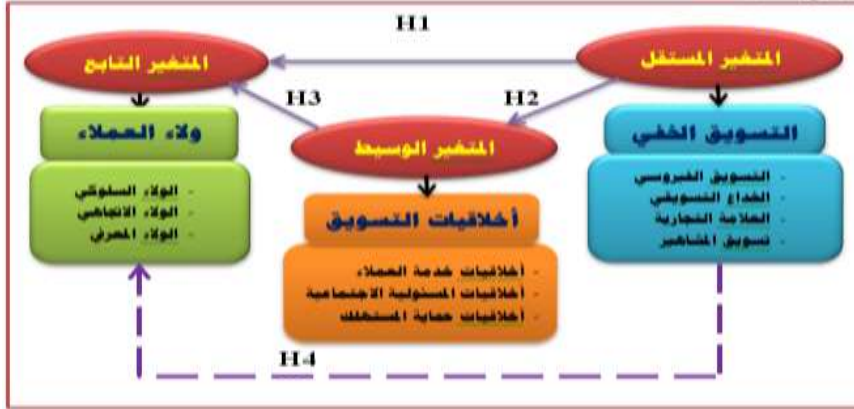 H1
المتغير المستقل
المتغير التابع
H3
H2
المتغير الوسيط
التسويق الخفي
- التسويق الفيروسي
- الخداع التسويقي
- العلامة التجارية
- تسويق المشاهير
ولاء العملاء
- الولاء السلوكي
- الولاء الاتجاهي
- الولاء المعرفي
أخلاقيات التسويق
- أخلاقيات خدمة العملاء
- أخلاقيات المسئولية الاجتماعية
- أخلاقيات حماية المستهلك
H4